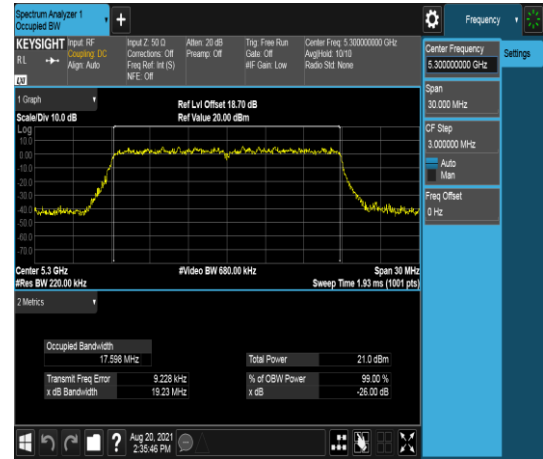 Spectrum Analyzer 1
Occupied BW
+
Frequency
KEYSIGHT
Input: RF
Input Z: 50 Ω
Atten: 20 dB
Trig: Free Run
Center Freq: 5.300000000 GHz
RL
Coupling: DC
Corrections: Off
Preamp: Off
Gate: Off
Avg|Hold: 10/10
Align: Auto
Freq Ref: Int (S)
#IF Gain: Low
Radio Std: None
NFE: Off
LXI
Center Frequency
5.300000000 GHz
Settings
Span
30.000 MHz
CF Step
3.000000 MHz
Auto
Man
Freq Offset
0 Hz
1 Graph
Ref Lvl Offset 18.70 dB
Scale/Div 10.0 dB
Ref Value 20.00 dBm
Log
10.0
0.00
-10.0
-20.0
-30.0
-40.0
-50.0
-60.0
-70.0
Center 5.3 GHz
#Video BW 680.00 kHz
Span 30 MHz
#Res BW 220.00 kHz
Sweep Time 1.93 ms (1001 pts)
2 Metrics
Occupied Bandwidth
17.598 MHz
Total Power
21.0 dBm
Transmit Freq Error
9.228 kHz
% of OBW Power
99.00 %
x dB Bandwidth
19.23 MHz
x dB
-26.00 dB
?
Aug 20, 2021
2:35:46 PM